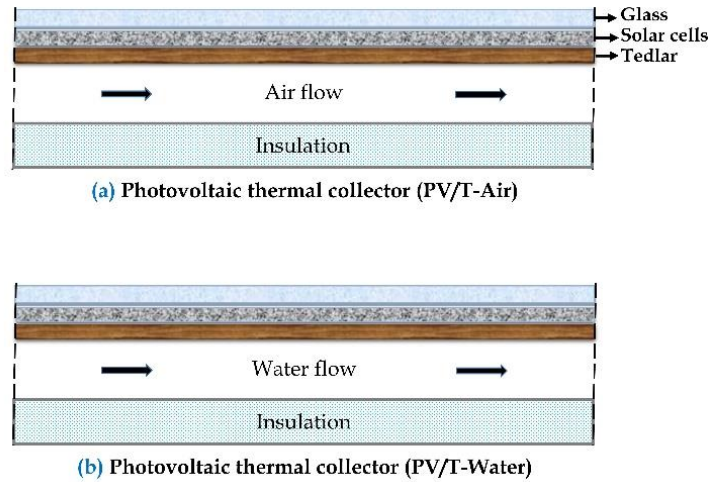 Glass
Solar cells
Tedlar
Air flow
Insulation
(a) Photovoltaic thermal collector (PV/T-Air)
Water flow
Insulation
(b) Photovoltaic thermal collector (PV/T-Water)